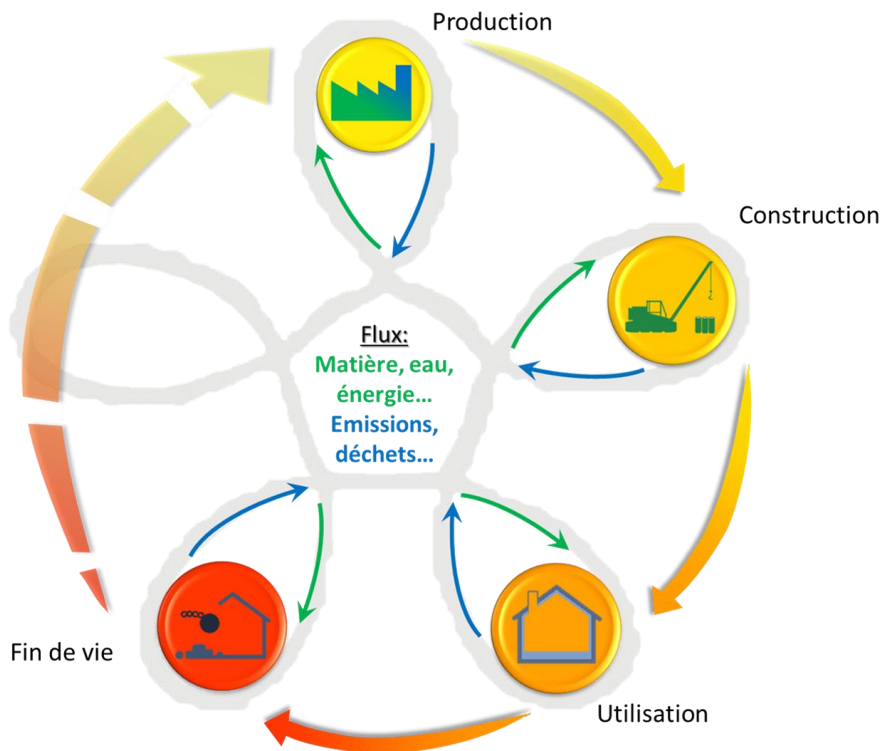 Production
Construction
Flux:
Matière, eau,
énergie...
Emissions,
déchets...
Fin de vie
Utilisation